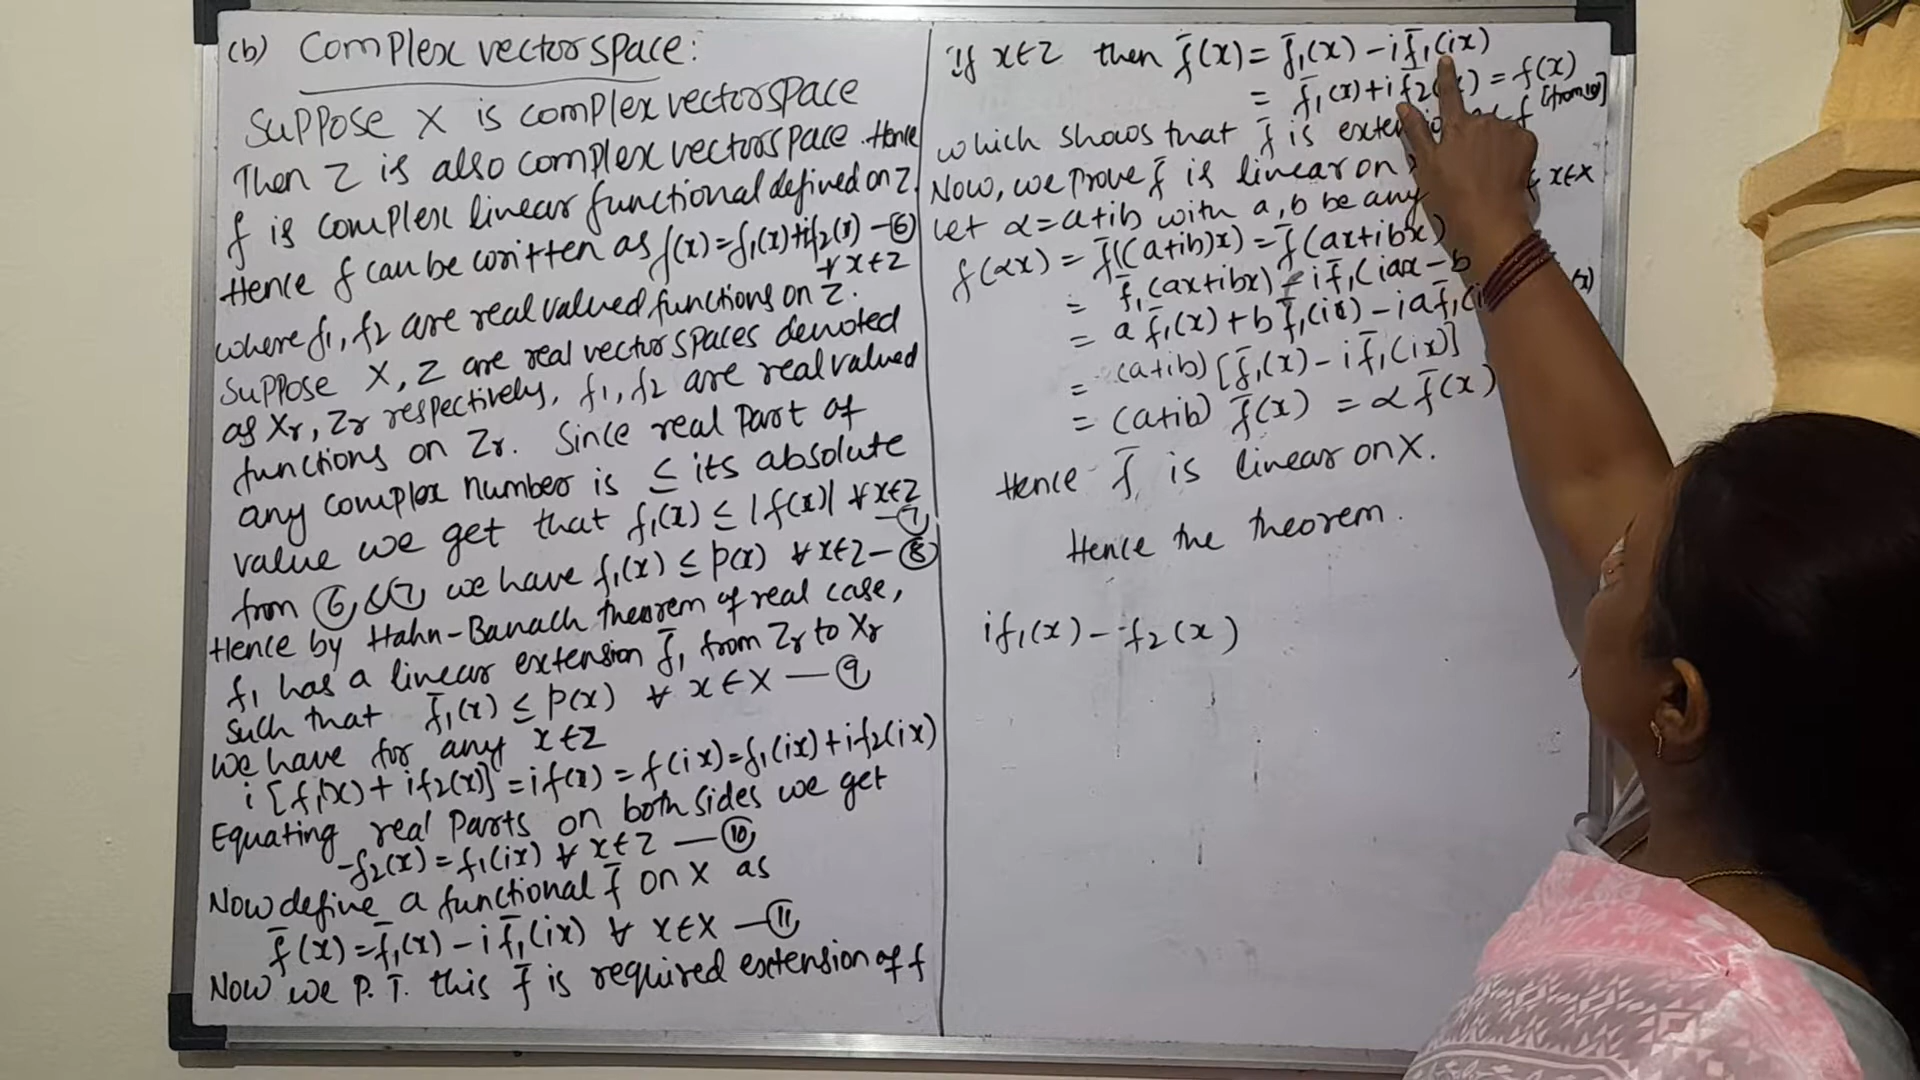 (b) Complex vector space:
Suppose X is complex vector space
Then Z is also complex vector space. Hence
f is complex linear functional defined on Z.
Hence f can be written as f(x)=f₁(x)+if₂(x) — ⑥
∀ x∈Z
where f₁, f₂ are real valued functions on Z.
Suppose X, Z are real vector spaces denoted
as Xr, Zr respectively, f₁, f₂ are real valued
functions on Zr. Since real part of
any complex number is ≤ its absolute
value we get that f₁(x) ≤ |f(x)| ∀ x∈Z
— ⑦
from ⑥ & ⑦ we have f₁(x) ≤ p(x) ∀ x∈Z — ⑧
Hence by Hahn-Banach theorem of real case,
f₁ has a linear extension f̄₁ from Zr to Xr
such that f̄₁(x) ≤ p(x) ∀ x∈X — ⑨
we have for any x∈Z
i[f₁(x) + if₂(x)] = if(x) = f(ix) = f₁(ix) + if₂(ix)
Equating real parts on both sides we get
-f₂(x) = f₁(ix) ∀ x∈Z — ⑩
Now define a functional f̄ on X as
f̄(x) = f̄₁(x) - i f̄₁(ix) ∀ x∈X — ⑪
Now we P.T. this f̄ is required extension of f
If x∈Z then f̄(x) = f̄₁(x) - i f̄₁(ix)
= f̄₁(x) + i f₂( ) = f(x)
[from 10]
which shows that f̄ is f
Now, we prove f̄ is linear on
Let α = a+ib with a, b be any x∈X
f(αx) = f̄((a+ib)x) = f̄(ax+ibx)
= f̄₁(ax+ibx) - i f̄₁(iax - b
= a f̄₁(x) + b f̄₁(ix) - i a f̄₁(i
= (a+ib) [f̄₁(x) - i f̄₁(ix)]
= (a+ib) f̄(x) = α f̄(x)
Hence f̄ is linear on X.
Hence the theorem.
if₁(x) - f₂(x)